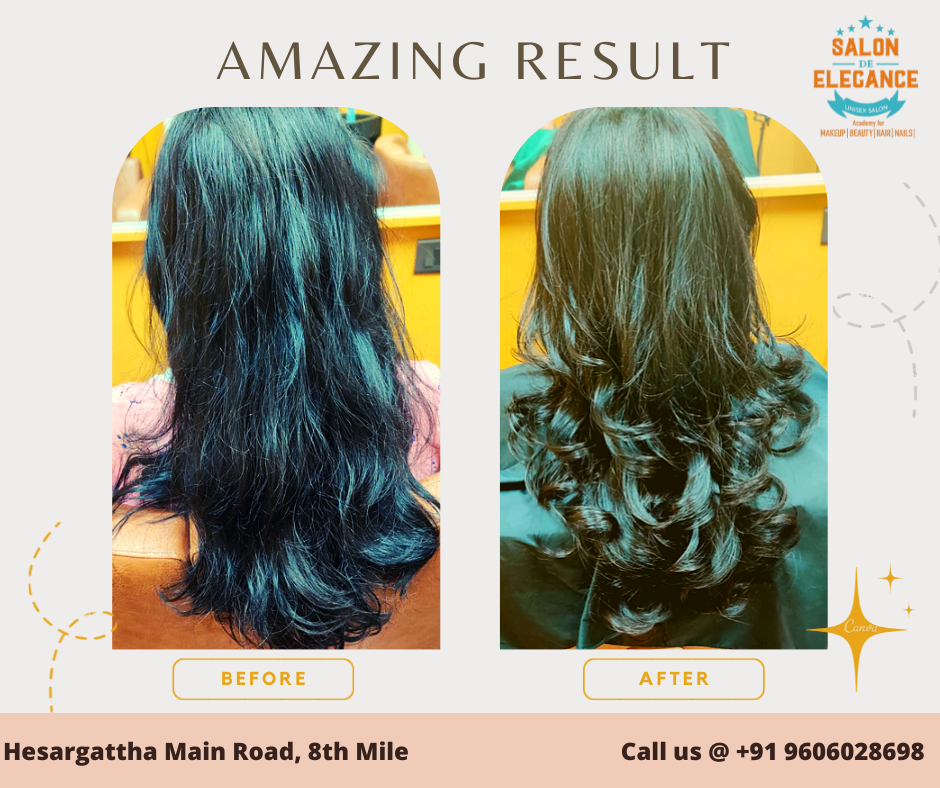 AMAZING RESULT
SALON
DE
ELEGANCE
UNISEX SALON
Academy for
MAKEUP | BEAUTY | HAIR | NAILS |
BEFORE
AFTER
Canva
Hesargattha Main Road, 8th Mile
Call us @ +91 9606028698